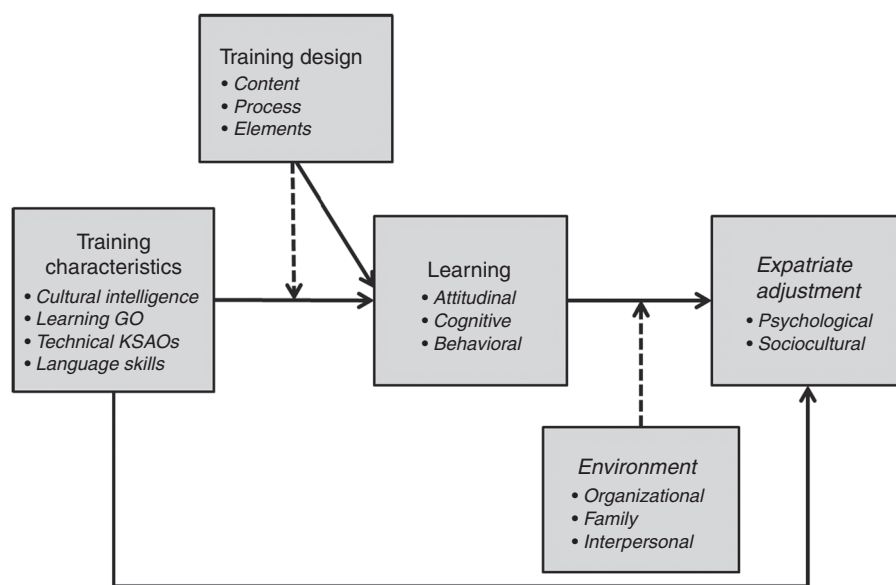 Training design
• Content
• Process
• Elements
Training
characteristics
• Cultural intelligence
• Learning GO
• Technical KSAOs
• Language skills
Learning
• Attitudinal
• Cognitive
• Behavioral
Expatriate
adjustment
• Psychological
• Sociocultural
Environment
• Organizational
• Family
• Interpersonal